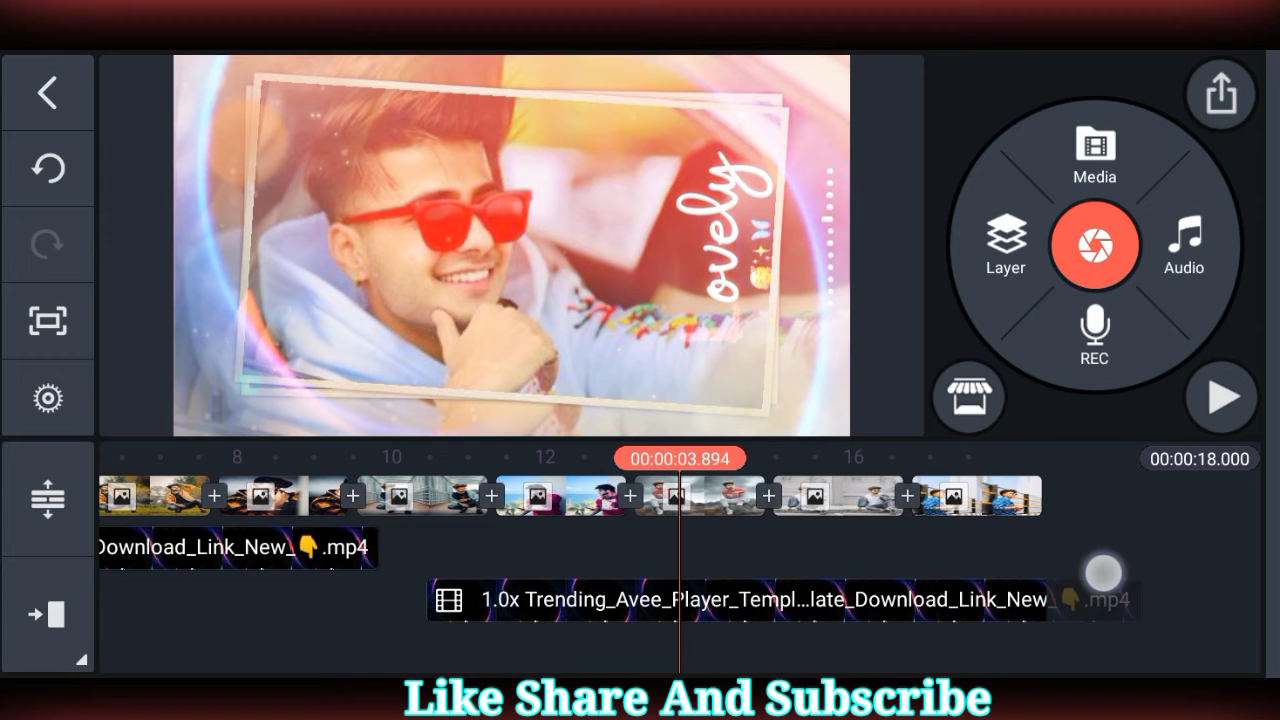 Media
Layer
Audio
REC
lovely
8
10
12
00:00:03.894
16
00:00:18.000
Download_Link_New_👇.mp4
1.0x Trending_Avee_Player_Templ...late_Download_Link_New_👇.mp4
Like Share And Subscribe